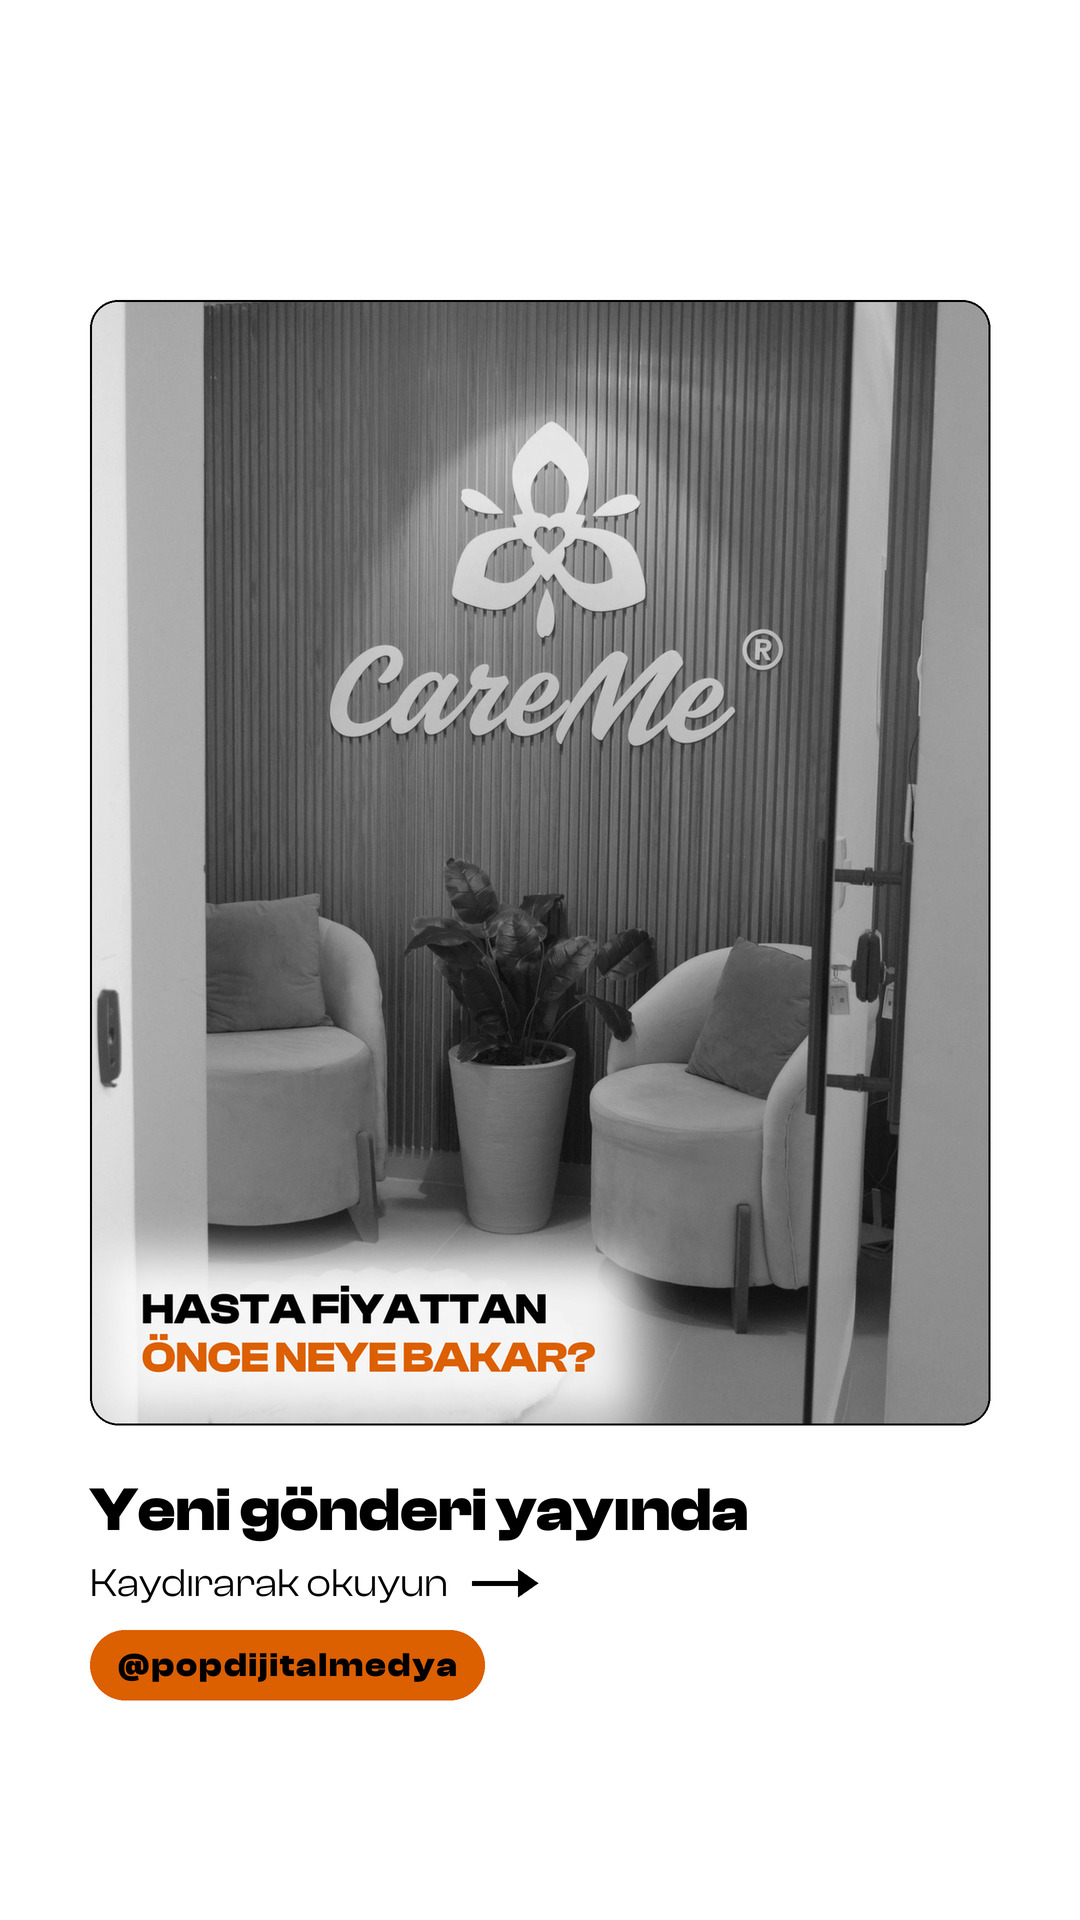 CareMe®
HASTA FİYATTAN
ÖNCE NEYE BAKAR?
Yeni gönderi yayında
Kaydırarak okuyun →
@popdijitalmedya